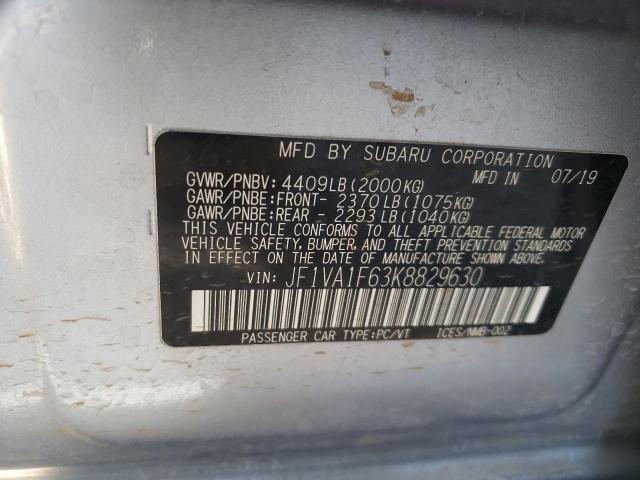 MFD BY SUBARU CORPORATION
MFD IN 07/19
GVWR/PNBV: 4409LB(2000KG)
GAWR/PNBE:FRONT- 2370LB(1075KG)
GAWR/PNBE:REAR - 2293LB(1040KG)
THIS VEHICLE CONFORMS TO ALL APPLICABLE FEDERAL MOTOR
VEHICLE SAFETY, BUMPER, AND THEFT PREVENTION STANDARDS
IN EFFECT ON THE DATE OF MANUFACTURE SHOWN ABOVE.
VIN: JF1VA1F63K8829630
PASSENGER CAR TYPE:PC/VT ICES/NMB-002